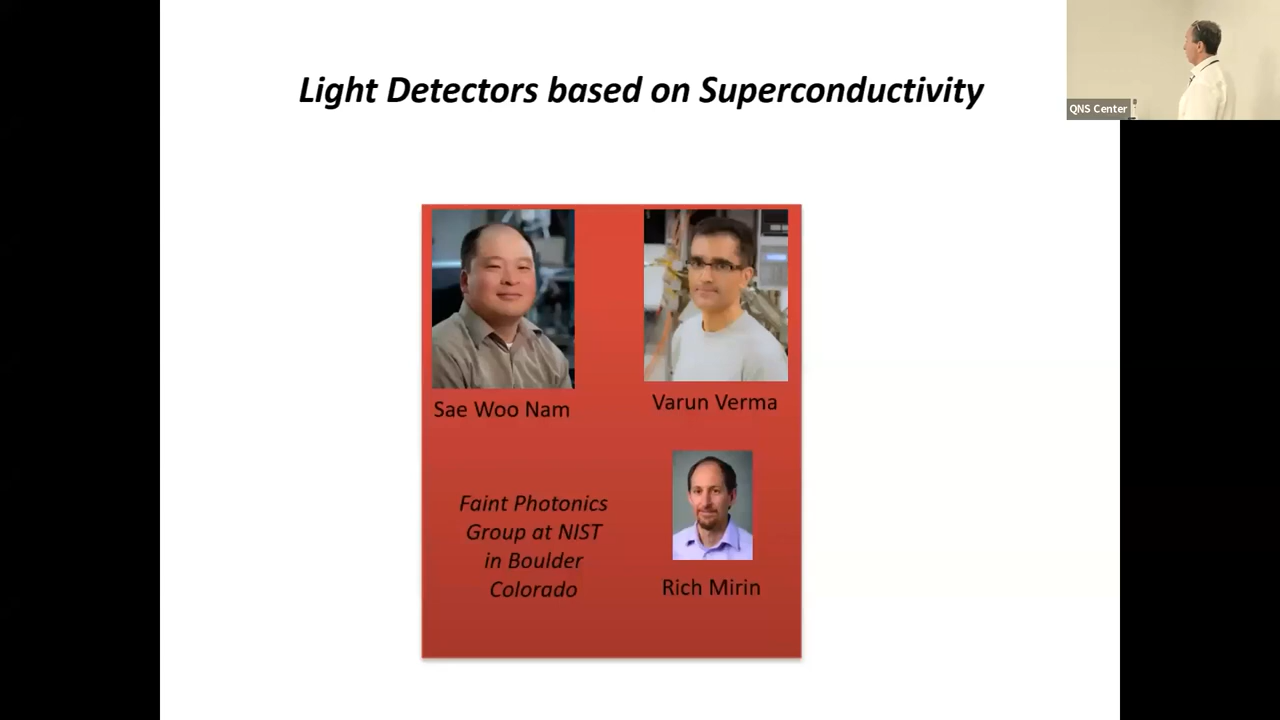 Light Detectors based on Superconductivity
QNS Center
Sae Woo Nam
Varun Verma
Faint Photonics
Group at NIST
in Boulder
Colorado
Rich Mirin